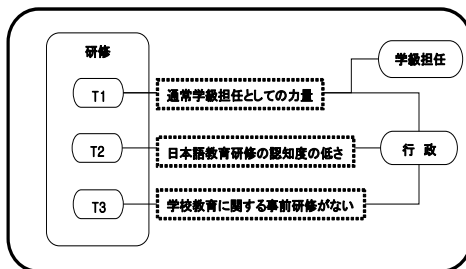 研修
学級担任
T1
通常学級担任としての力量
T2
日本語教育研修の認知度の低さ
行 政
T3
学校教育に関する事前研修がない